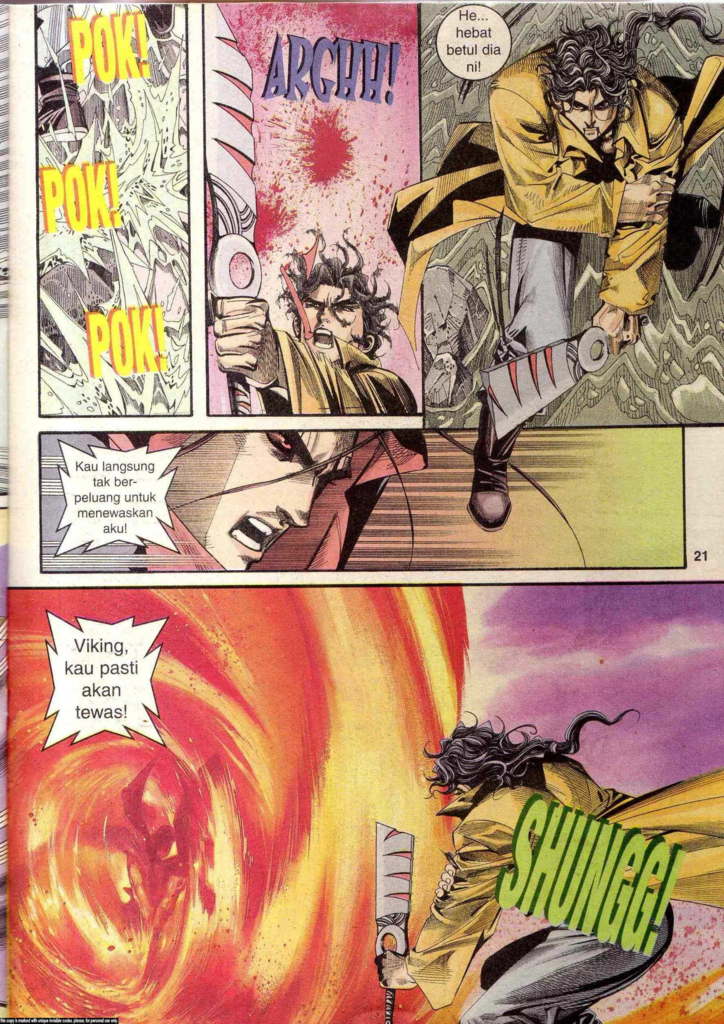 POK!
POK!
POK!
ARGHH!
He...
hebat
betul dia
ni!
Kau langsung
tak ber-
peluang untuk
menewaskan
aku!
21
Viking,
kau pasti
akan
tewas!
SHUNGG!